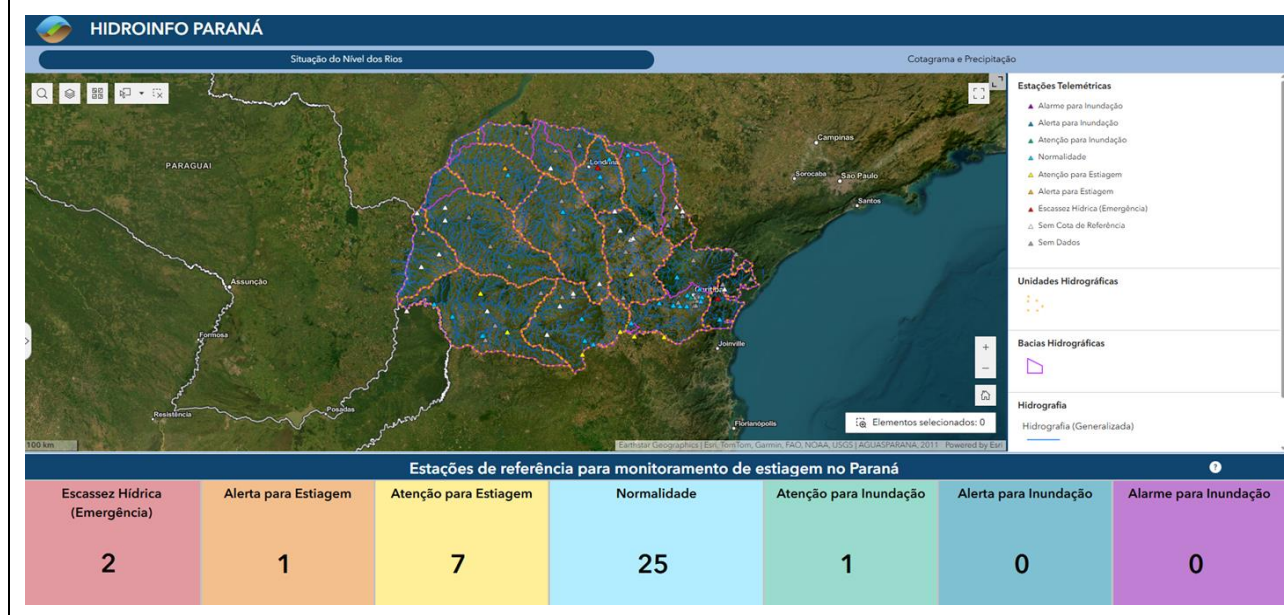 HIDROINFO PARANÁ
Situação do Nível dos Rios
Cotagrama e Precipitação
Estações Telemétricas
Alarme para Inundação
Alerta para Inundação
Atenção para Inundação
Normalidade
Atenção para Estiagem
Alerta para Estiagem
Escassez Hídrica (Emergência)
Sem Cota de Referência
Sem Dados
Unidades Hidrográficas
Bacias Hidrográficas
Hidrografia
Hidrografia (Generalizada)
PARAGUAI
Campinas
Londrina
Sorocaba
São Paulo
Santos
Assunção
Curitiba
Formosa
Joinville
Resistência
Posadas
Florianópolis
+
−
Elementos selecionados: 0
100 km
Earthstar Geographics | Esri, TomTom, Garmin, FAO, NOAA, USGS | AGUASPARANÁ, 2011
Powered by Esri
Estações de referência para monitoramento de estiagem no Paraná
?
Escassez Hídrica
(Emergência)
2
Alerta para Estiagem
1
Atenção para Estiagem
7
Normalidade
25
Atenção para Inundação
1
Alerta para Inundação
0
Alarme para Inundação
0